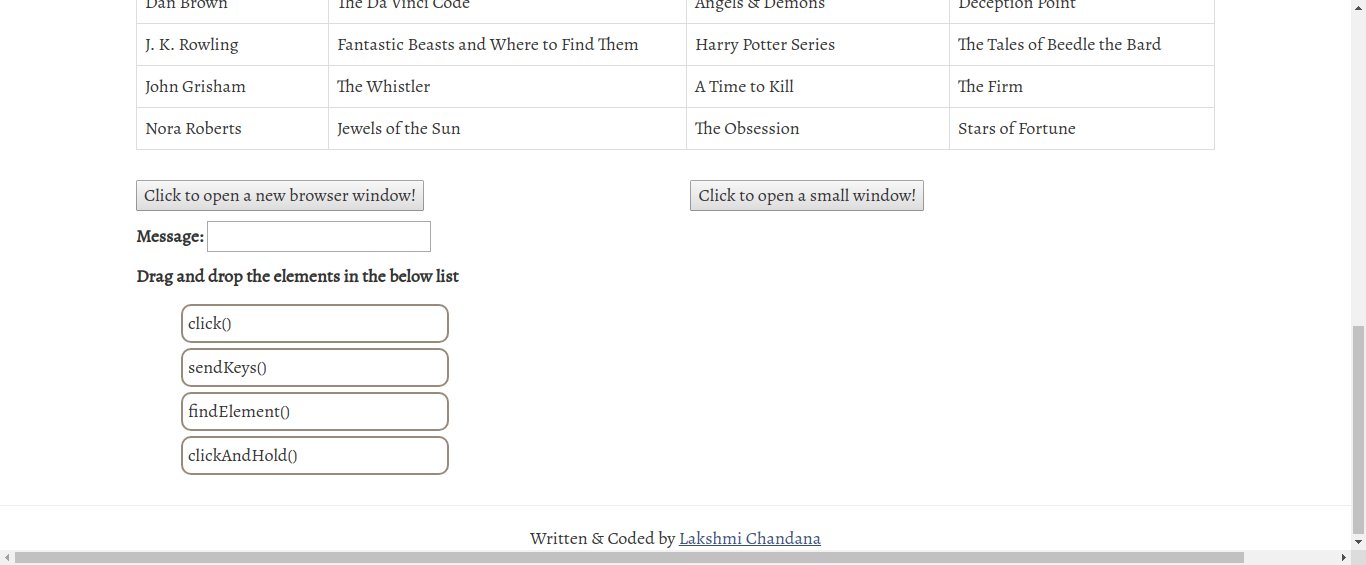 Dan Brown The Da Vinci Code Angels & Demons Deception Point
J. K. Rowling Fantastic Beasts and Where to Find Them Harry Potter Series The Tales of Beedle the Bard
John Grisham The Whistler A Time to Kill The Firm
Nora Roberts Jewels of the Sun The Obsession Stars of Fortune
Click to open a new browser window! Click to open a small window!
Message:
Drag and drop the elements in the below list
click()
sendKeys()
findElement()
clickAndHold()
Written & Coded by Lakshmi Chandana